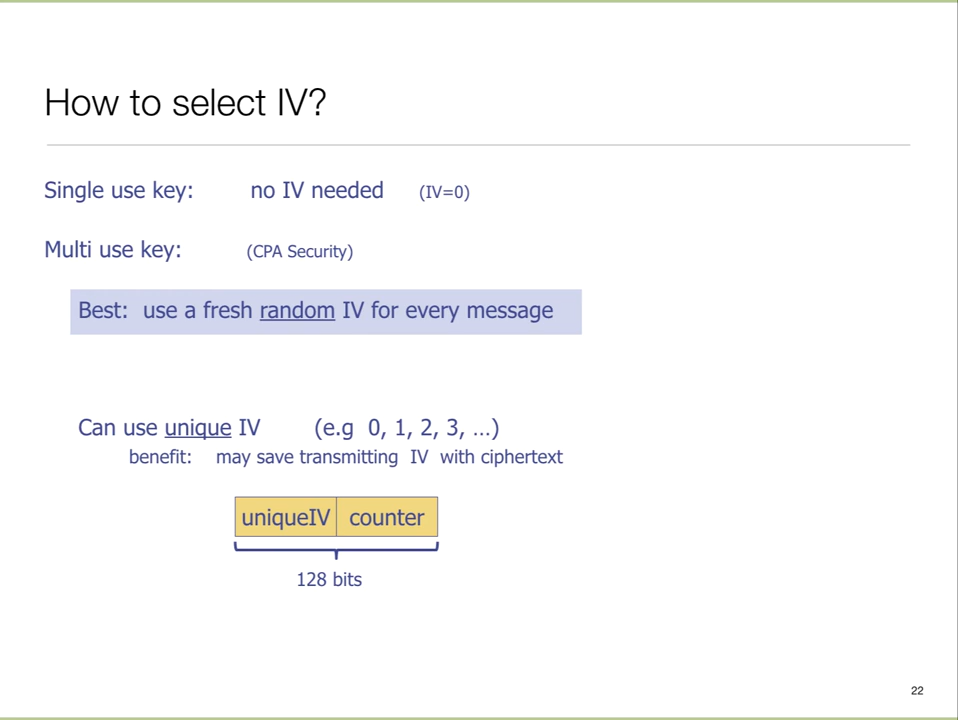 How to select IV?
Single use key: no IV needed (IV=0)
Multi use key: (CPA Security)
Best: use a fresh random IV for every message
Can use unique IV (e.g 0, 1, 2, 3, …)
benefit: may save transmitting IV with ciphertext
uniqueIV counter
128 bits
22